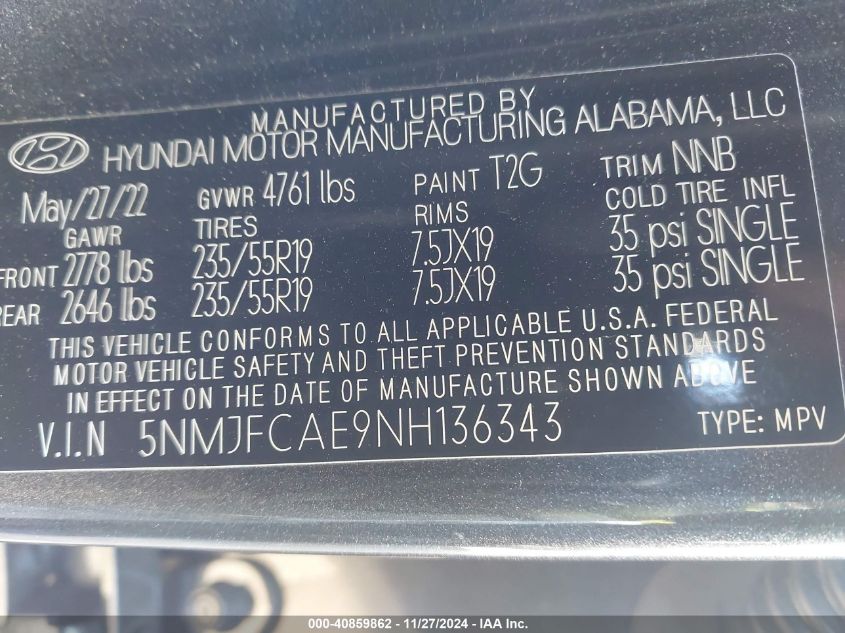 MANUFACTURED BY
HYUNDAI MOTOR MANUFACTURING ALABAMA, LLC
May/27/22 GVWR 4761 lbs PAINT T2G TRIM NNB
GAWR TIRES RIMS COLD TIRE INFL
FRONT 2778 lbs 235/55R19 7.5JX19 35 psi SINGLE
REAR 2646 lbs 235/55R19 7.5JX19 35 psi SINGLE
THIS VEHICLE CONFORMS TO ALL APPLICABLE U.S.A. FEDERAL
MOTOR VEHICLE SAFETY AND THEFT PREVENTION STANDARDS
IN EFFECT ON THE DATE OF MANUFACTURE SHOWN ABOVE
V.I.N 5NMJFCAE9NH136343 TYPE: MPV
000-40859862 - 11/27/2024 - IAA Inc.